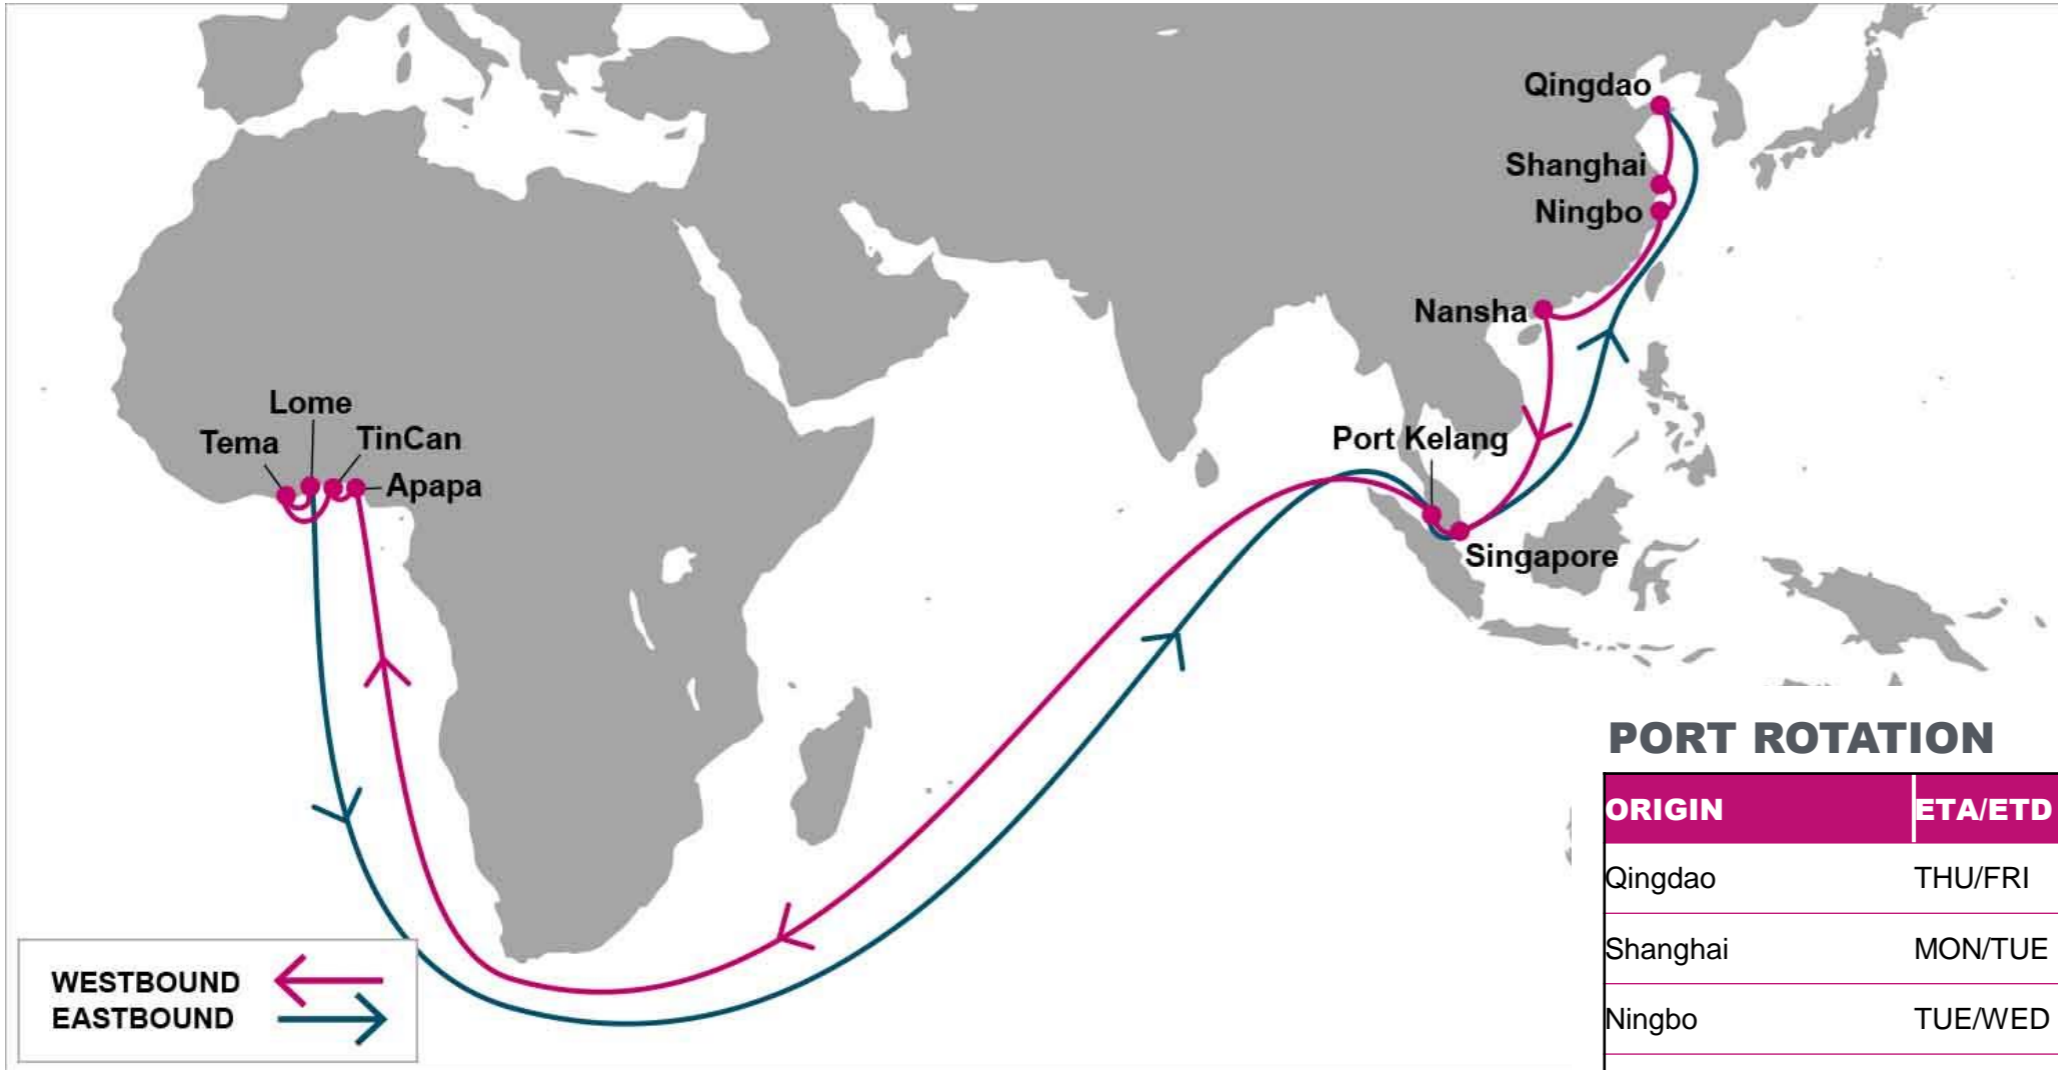 Qingdao
Shanghai
Ningbo
Nansha
Lome
Tema
TinCan
Apapa
Port Kelang
Singapore
WESTBOUND
EASTBOUND
PORT ROTATION
ORIGIN ETA/ETD
Qingdao THU/FRI
Shanghai MON/TUE
Ningbo TUE/WED